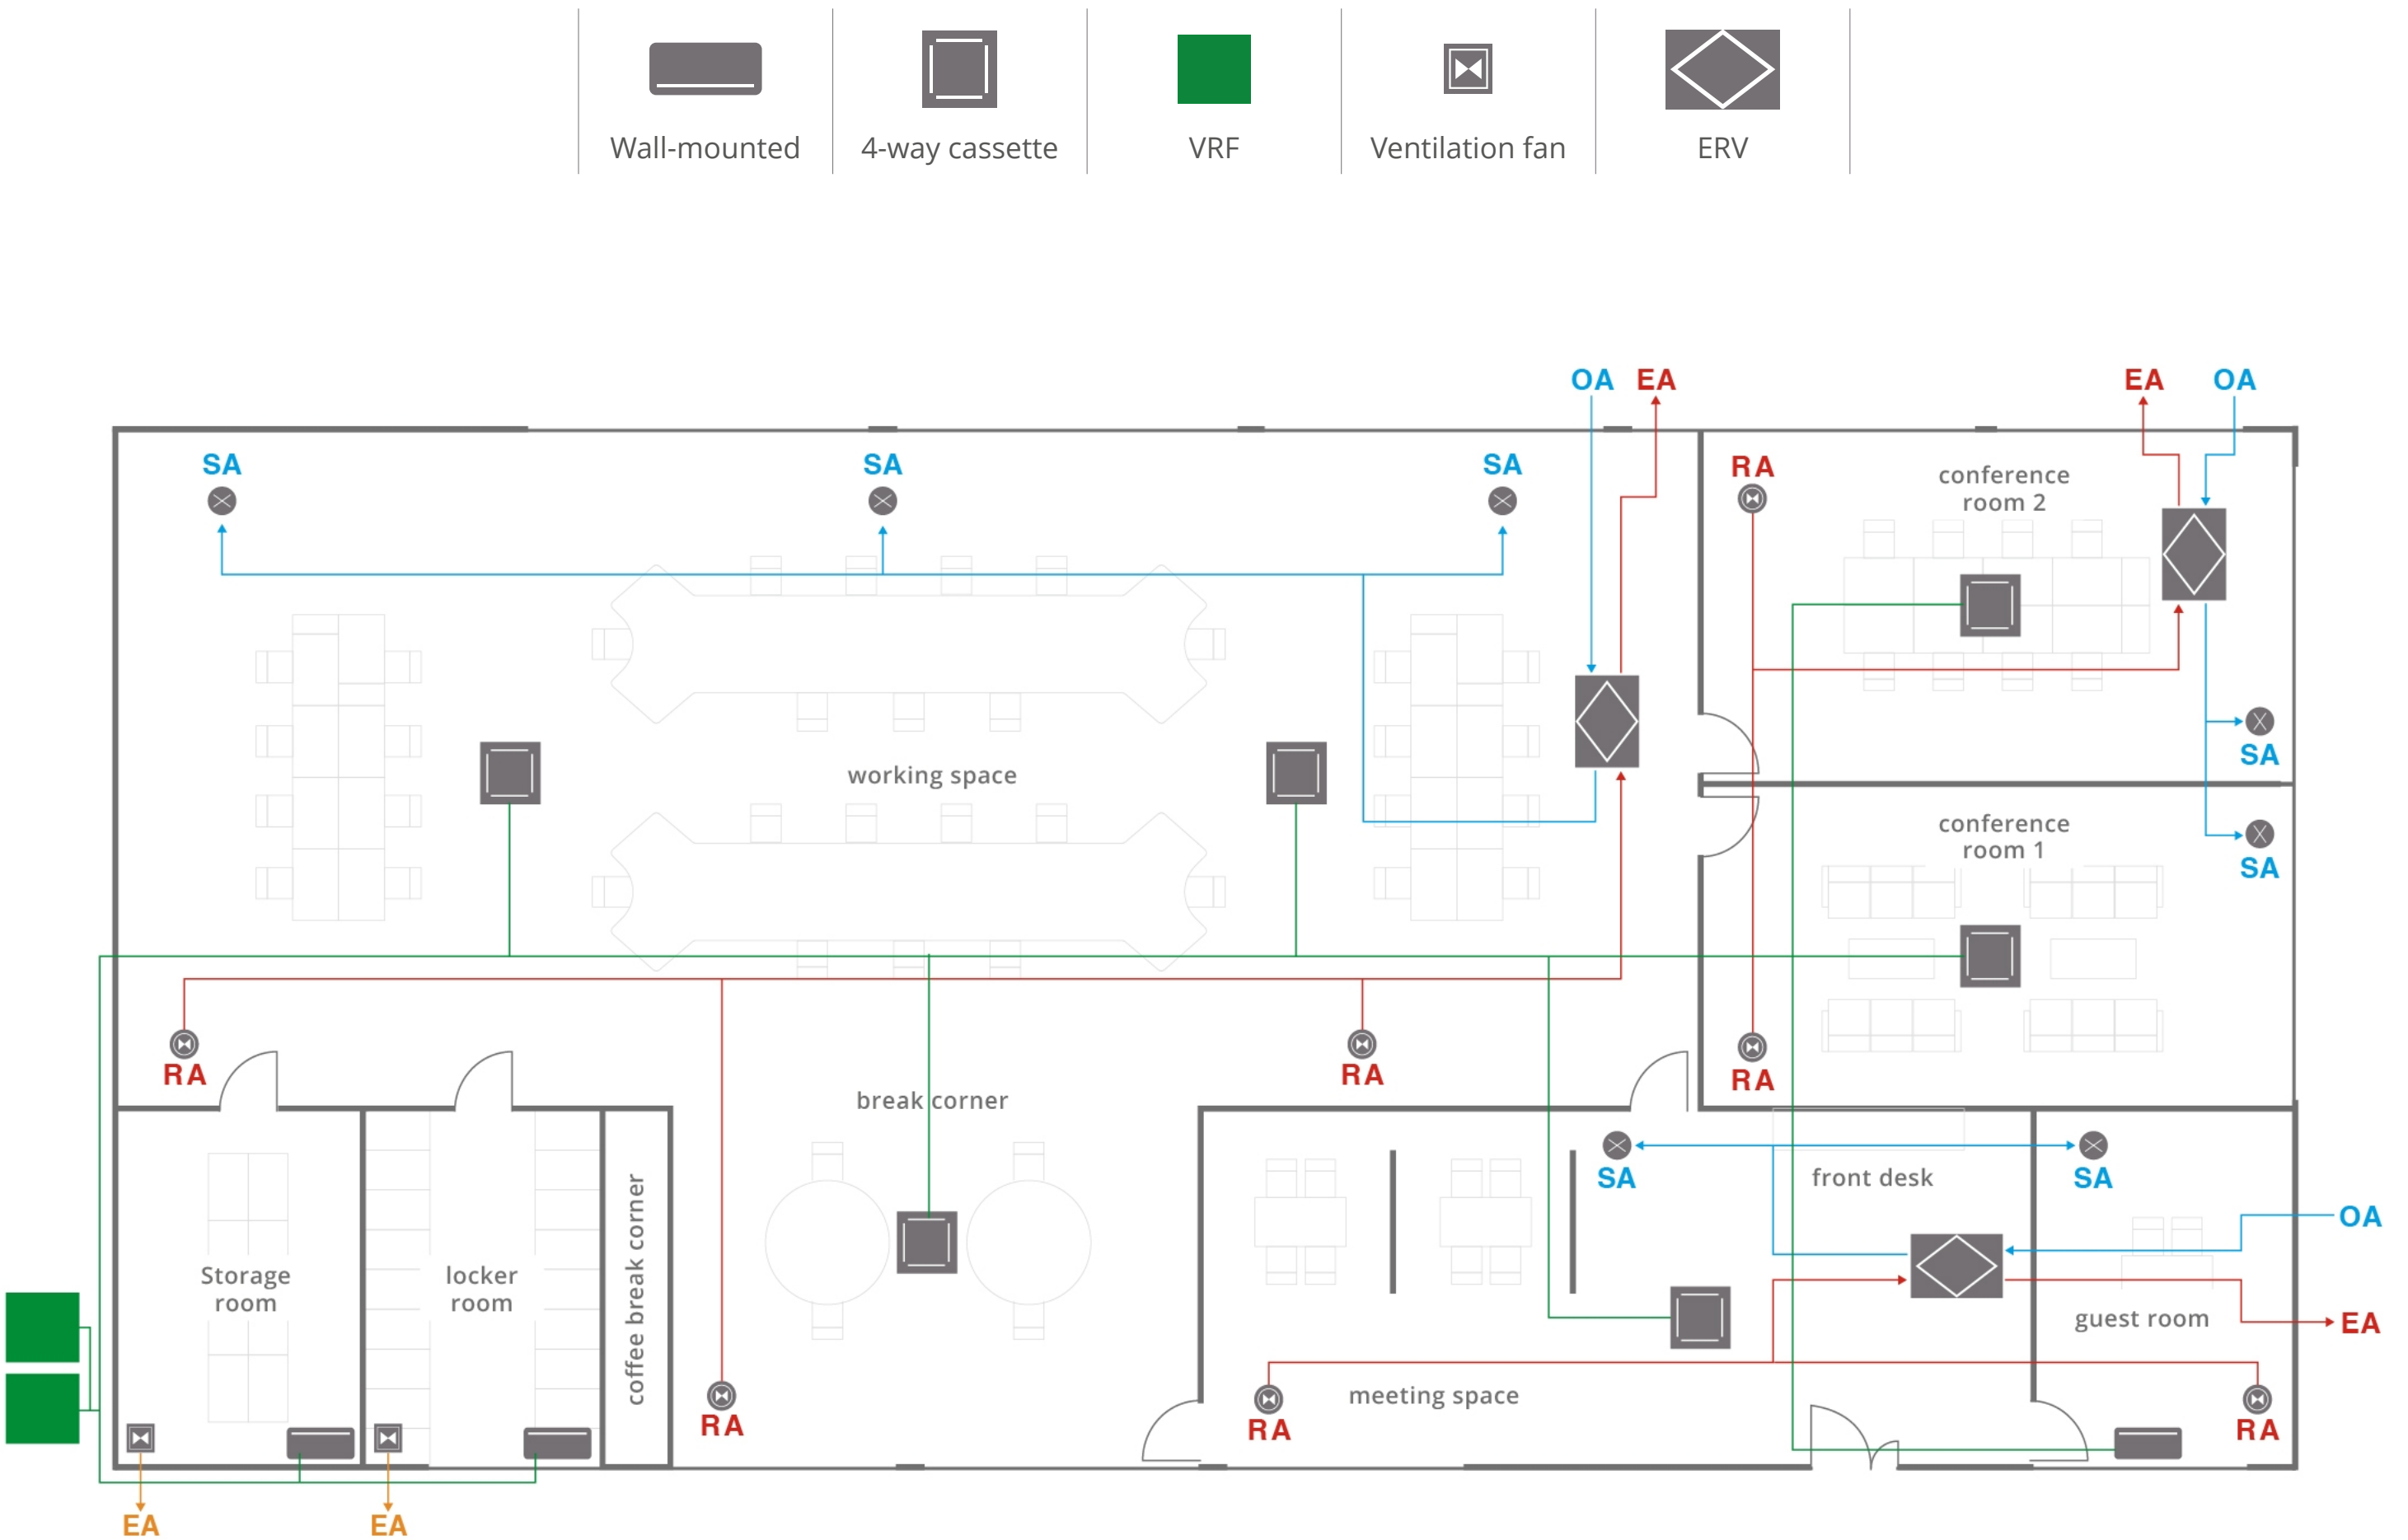 Wall-mounted
4-way cassette
VRF
Ventilation fan
ERV
OA
EA
EA
OA
SA
SA
SA
RA
conference
room 2
SA
working space
conference
room 1
SA
RA
RA
RA
break corner
SA
front desk
SA
OA
Storage
room
locker
room
coffee break corner
guest room
EA
meeting space
RA
RA
RA
EA
EA